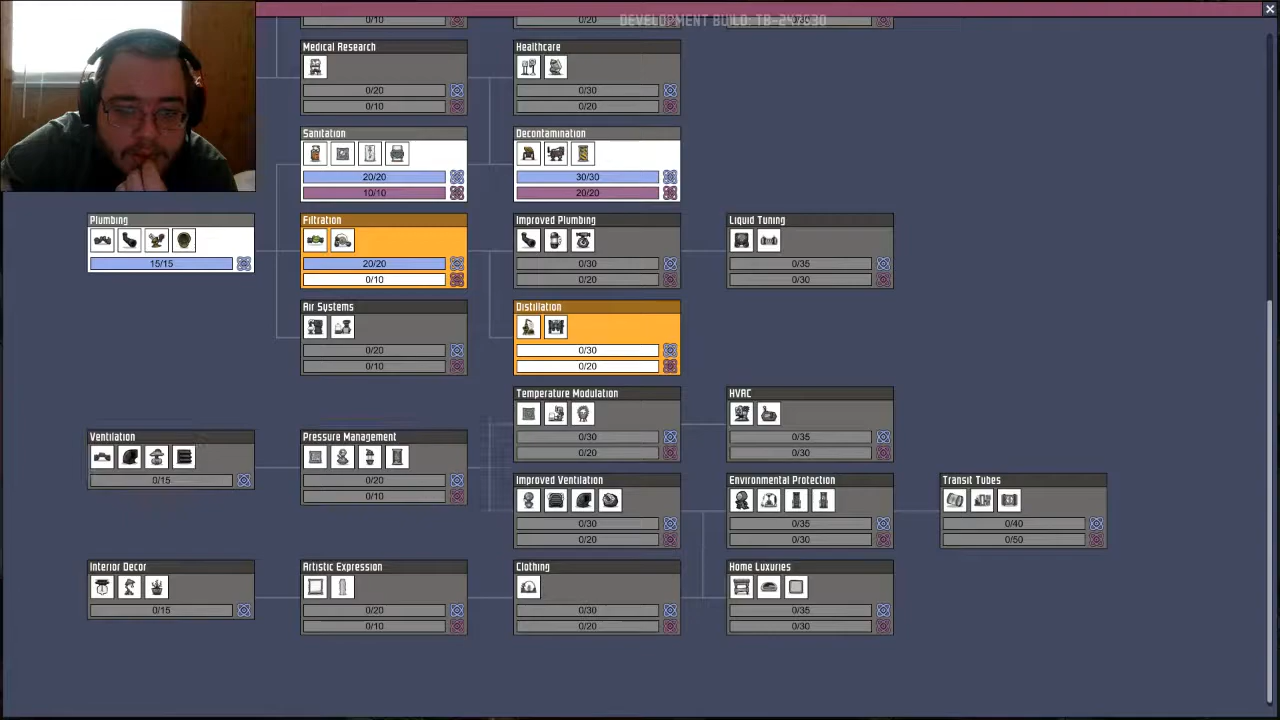 DEVELOPMENT BUILD: TB-247030
0/10
0/20
0/30
Medical Research
0/20
0/10
Healthcare
0/30
0/20
Sanitation
20/20
10/10
Decontamination
30/30
20/20
Plumbing
15/15
Filtration
20/20
0/10
Improved Plumbing
0/30
0/20
Liquid Tuning
0/35
0/30
Air Systems
0/20
0/10
Distillation
0/30
0/20
Temperature Modulation
0/30
0/20
HVAC
0/35
0/30
Ventilation
0/15
Pressure Management
0/20
0/10
Improved Ventilation
0/30
0/20
Environmental Protection
0/35
0/30
Transit Tubes
0/40
0/50
Interior Decor
0/15
Artistic Expression
0/20
0/10
Clothing
0/30
0/20
Home Luxuries
0/35
0/30